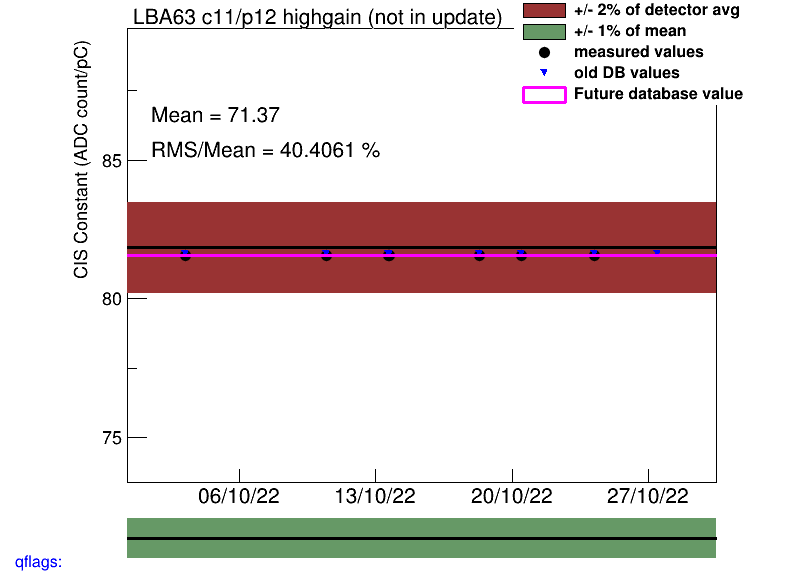 LBA63 c11/p12 highgain (not in update)
+/- 2% of detector avg
+/- 1% of mean
measured values
old DB values
Future database value
CIS Constant (ADC count/pC)
Mean = 71.37
RMS/Mean = 40.4061 %
85
80
75
06/10/22 13/10/22 20/10/22 27/10/22
qflags: